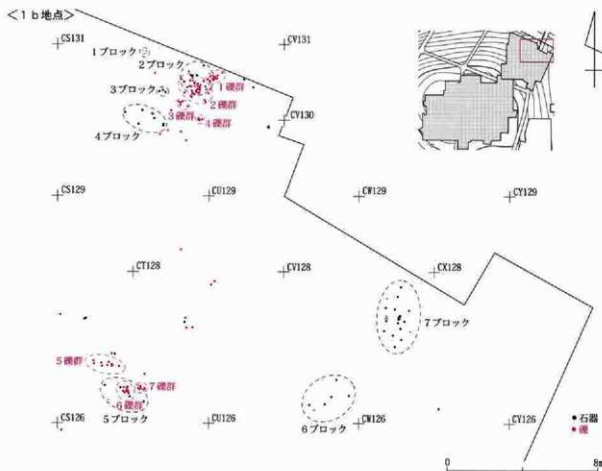 <1b地点>
CS131
CV131
1ブロック
2ブロック
3ブロック
1礫群
2礫群
3礫群
4礫群
4ブロック
CV130
CS129
CU129
CW129
CY129
CT128
CV128
CX128
7ブロック
5礫群
7礫群
6礫群
5ブロック
6ブロック
CS126
CU126
CW126
CY126
石器
礫
0
8m